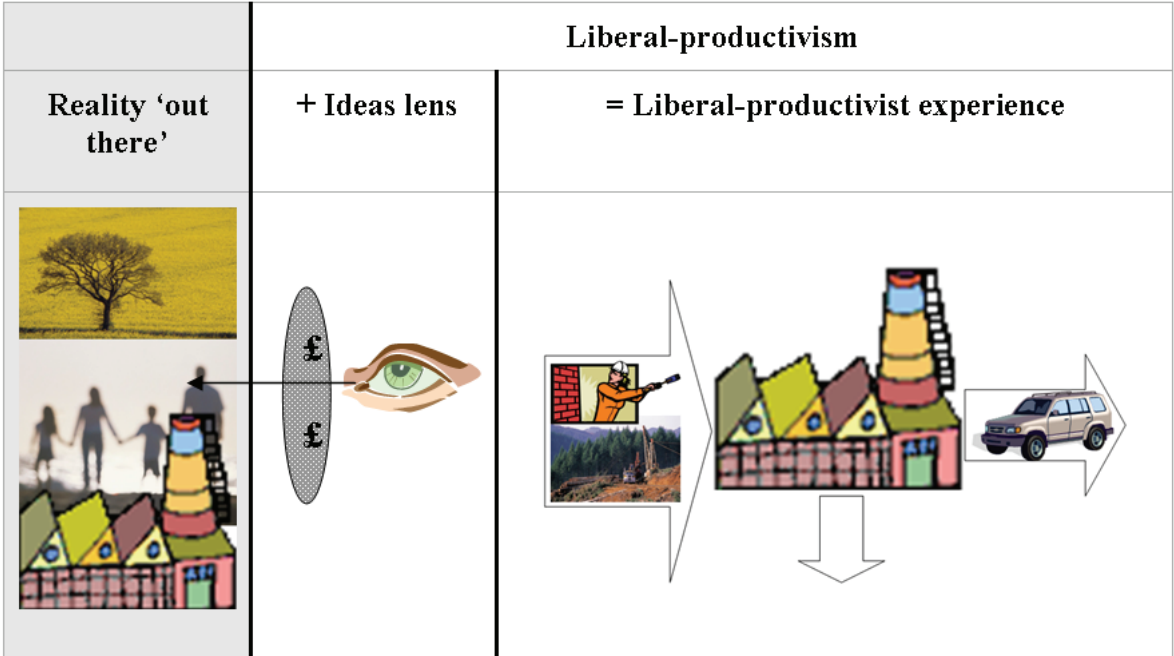 Liberal-productivism
Reality ‘out
there’
+ Ideas lens
= Liberal-productivist experience
£
£